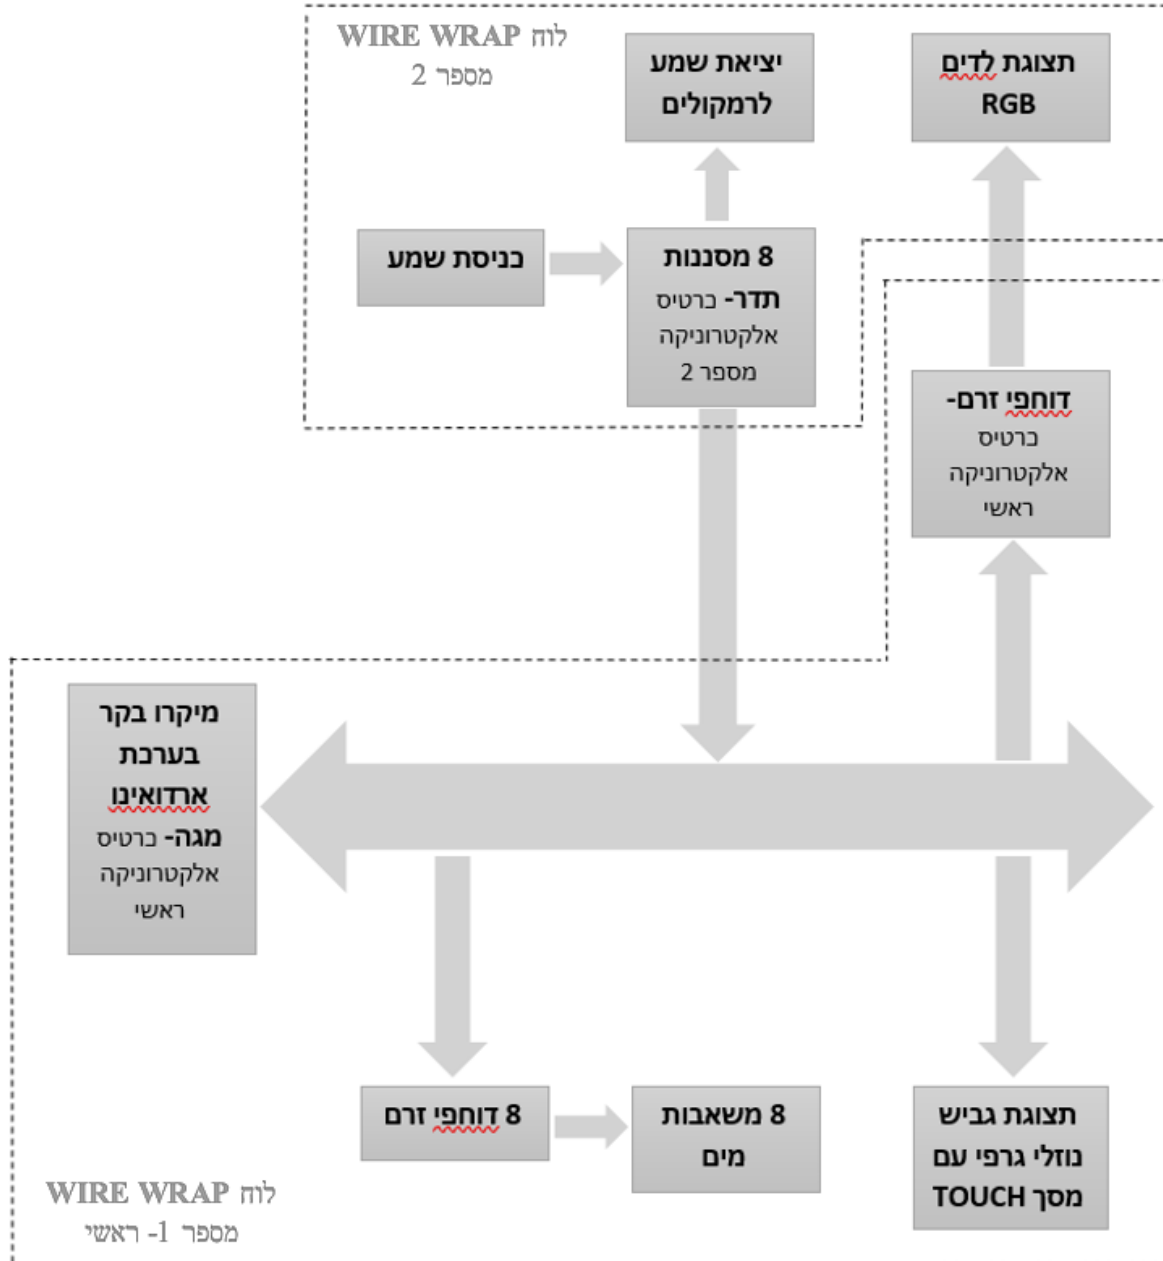 לוח WIRE WRAP
מספר 2
יציאת שמע
לרמקולים
תצוגת לדים
RGB
כניסת שמע
8 מסננות
תדר- כרטיס
אלקטרוניקה
מספר 2
דוחפי זרם-
כרטיס
אלקטרוניקה
ראשי
מיקרו בקר
בערכת
ארדואינו
מגה- כרטיס
אלקטרוניקה
ראשי
8 דוחפי זרם
8 משאבות
מים
תצוגת גביש
נוזלי גרפי עם
מסך TOUCH
לוח WIRE WRAP
מספר 1- ראשי